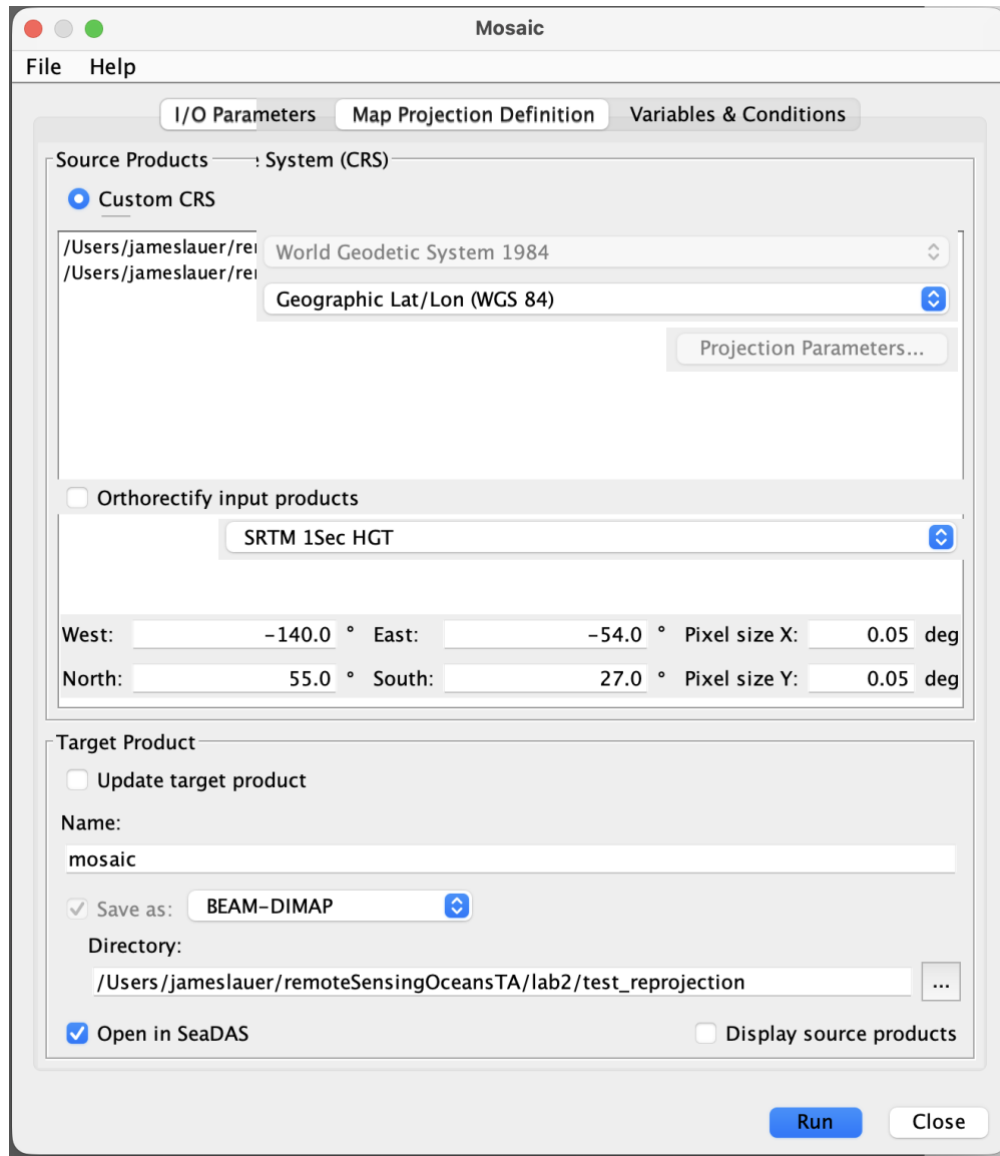 Mosaic
File Help
I/O Parameters Map Projection Definition Variables & Conditions
Source Products : System (CRS)
Custom CRS
/Users/jameslauer/rei World Geodetic System 1984
/Users/jameslauer/rei
Geographic Lat/Lon (WGS 84)
Projection Parameters...
Orthorectify input products
SRTM 1Sec HGT
West: -140.0 ° East: -54.0 ° Pixel size X: 0.05 deg
North: 55.0 ° South: 27.0 ° Pixel size Y: 0.05 deg
Target Product
Update target product
Name:
mosaic
Save as: BEAM-DIMAP
Directory:
/Users/jameslauer/remoteSensingOceansTA/lab2/test_reprojection ...
Open in SeaDAS Display source products
Run Close